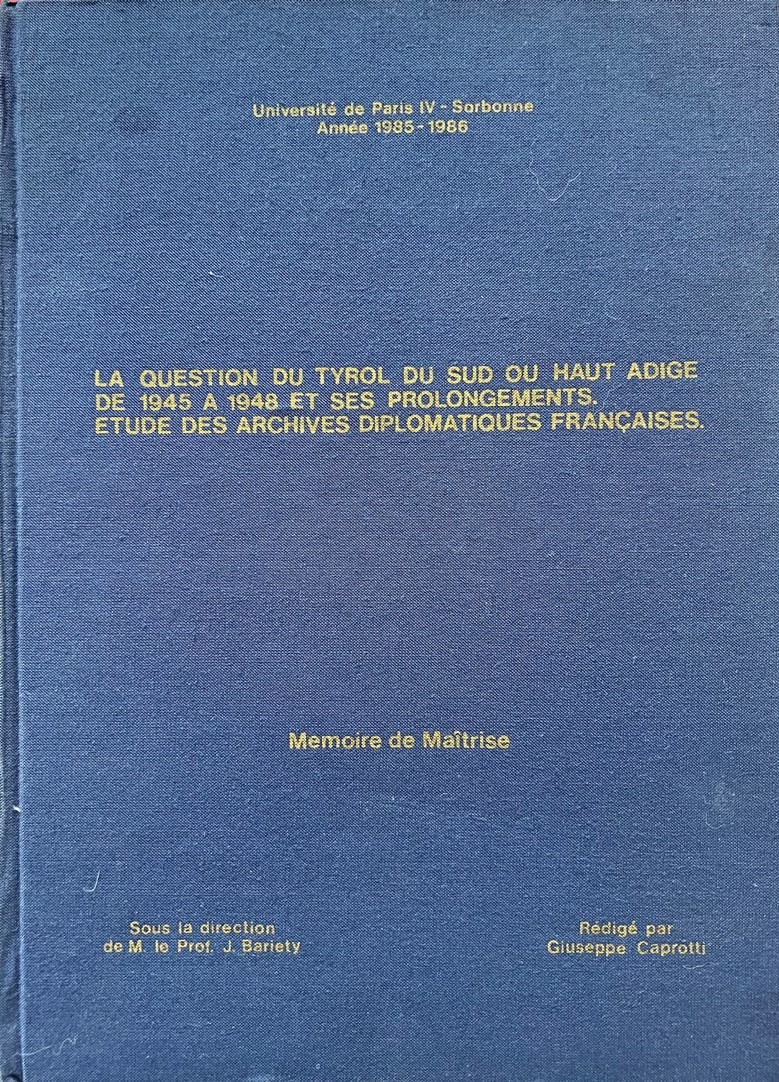 Université de Paris IV - Sorbonne
Année 1985-1986
LA QUESTION DU TYROL DU SUD OU HAUT ADIGE
DE 1945 A 1948 ET SES PROLONGEMENTS.
ETUDE DES ARCHIVES DIPLOMATIQUES FRANÇAISES.
Memoire de Maîtrise
Sous la direction
de M. le Prof. J. Bariety
Rédigé par
Giuseppe Caprotti